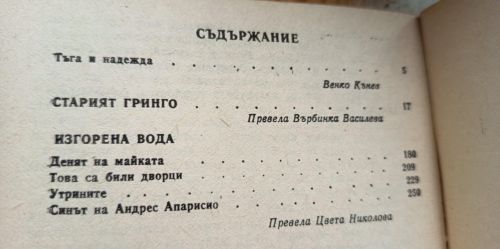 СЪДЪРЖАНИЕ
Тъга и надежда . . . . . . . . . 5
Венко Кънев
СТАРИЯТ ГРИНГО . . . . . . . . 17
Превела Върбинка Василева
ИЗГОРЕНА ВОДА
Денят на майката . . . . . . . . 180
Това са били дворци . . . . . . . 209
Утрините . . . . . . . . . . 229
Синът на Андрес Апарисио . . . . . 250
Превела Цвета Николова